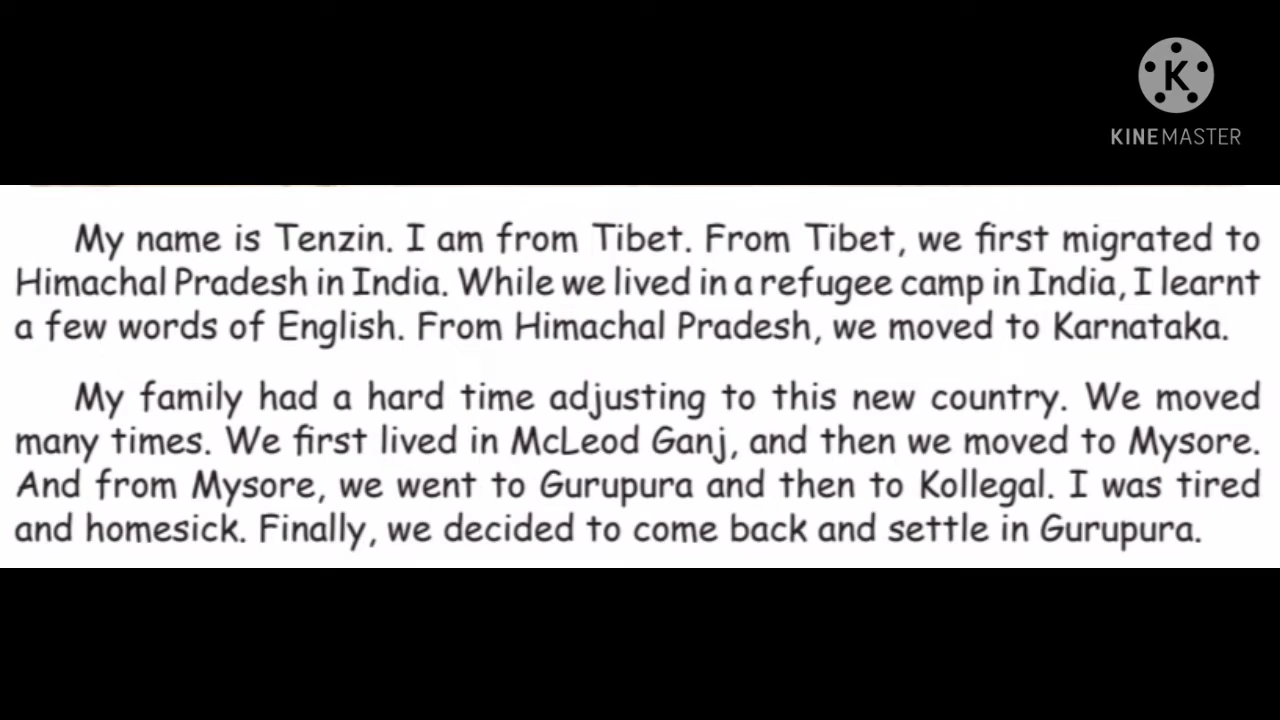 K
KINEMASTER
My name is Tenzin. I am from Tibet. From Tibet, we first migrated to
Himachal Pradesh in India. While we lived in a refugee camp in India, I learnt
a few words of English. From Himachal Pradesh, we moved to Karnataka.
My family had a hard time adjusting to this new country. We moved
many times. We first lived in McLeod Ganj, and then we moved to Mysore.
And from Mysore, we went to Gurupura and then to Kollegal. I was tired
and homesick. Finally, we decided to come back and settle in Gurupura.